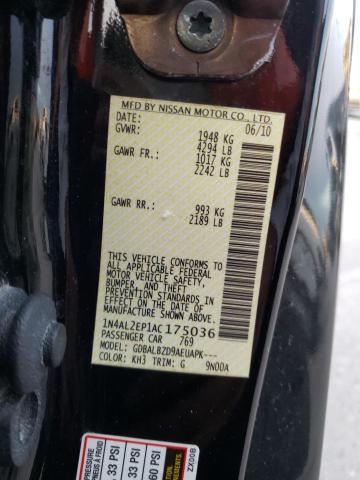 MFD BY NISSAN MOTOR CO., LTD.
DATE: 06/10
GVWR: 1948 KG
4294 LB
GAWR FR.: 1017 KG
2242 LB
GAWR RR.: 993 KG
2189 LB
THIS VEHICLE CONFORMS TO
ALL APPLICABLE FEDERAL
MOTOR VEHICLE SAFETY,
BUMPER, AND THEFT
PREVENTION STANDARDS
IN EFFECT ON THE DATE OF
MANUFACTURE SHOWN ABOVE.
1N4AL2EP1AC175036
PASSENGER CAR 769
MODEL: GDBALBZD9AEUAPK---
COLOR: KH3 TRIM: G 9N00A
PRESSURE
33 PSI
33 PSI
60 PSI
ZX00B